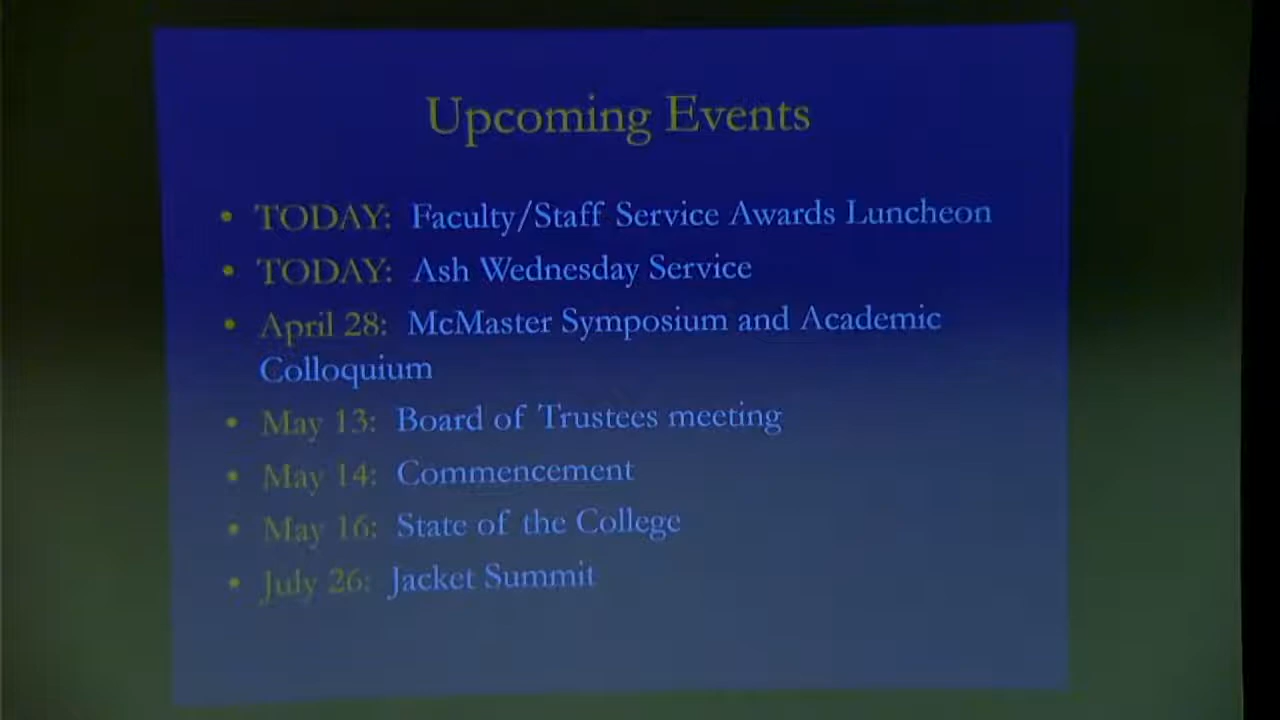 Upcoming Events
• TODAY: Faculty/Staff Service Awards Luncheon
• TODAY: Ash Wednesday Service
• April 28: McMaster Symposium and Academic
Colloquium
• May 13: Board of Trustees meeting
• May 14: Commencement
• May 16: State of the College
• July 26: Jacket Summit